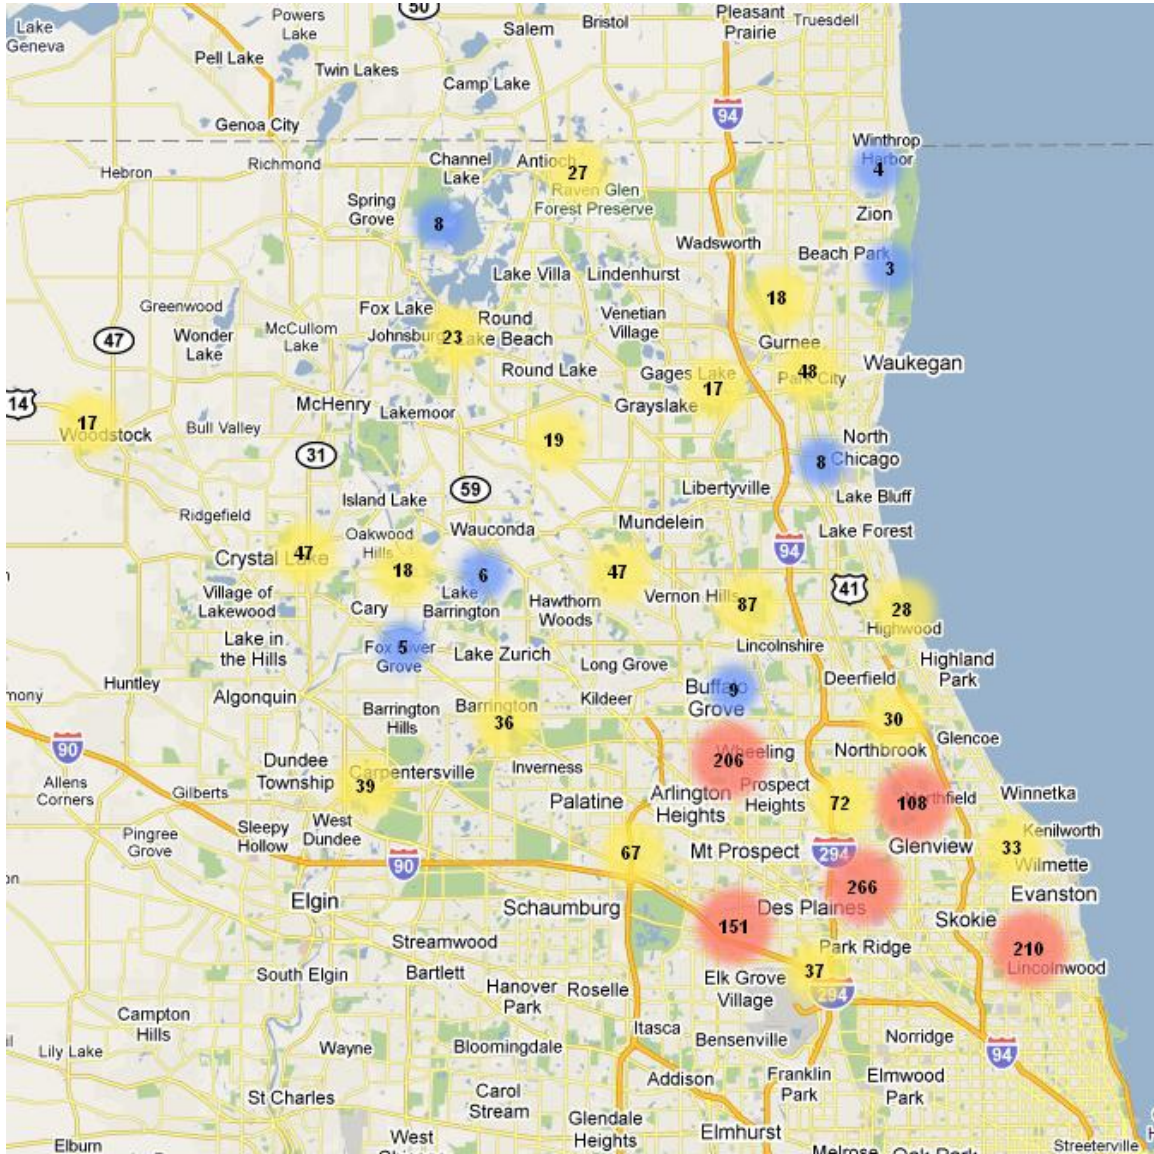 50
Lake
Geneva
Powers
Lake
Salem
Bristol
Pleasant
Prairie
Truesdell
Pell Lake
Twin Lakes
Camp Lake
94
Genoa City
Winthrop
Harbor
4
Hebron
Richmond
Channel
Lake
Antioch
27
Raven Glen
Forest Preserve
Spring
Grove
8
Zion
Wadsworth
Beach Park
3
Lake Villa
Lindenhurst
18
Greenwood
Fox Lake
Johnsburg
23
Round
Lake Beach
Venetian
Village
47
Wonder
Lake
McCullom
Lake
Gurnee
48
Park City
Waukegan
Round Lake
Gages Lake
17
Grayslake
14
McHenry
Lakemoor
17
Woodstock
Bull Valley
19
31
North
Chicago
8
59
Libertyville
Lake Bluff
Island Lake
Ridgefield
Wauconda
Mundelein
Lake Forest
Oakwood
Hills
Crystal Lake
47
18
6
47
94
41
Village of
Lakewood
Cary
Lake
Barrington
Hawthorn
Woods
Vernon Hills
87
28
Highwood
Lake in
the Hills
Fox River
Grove
5
Lake Zurich
Long Grove
Lincolnshire
Highland
Park
mony
Huntley
Algonquin
Kildeer
Buffalo
Grove
9
Deerfield
Barrington
Hills
Barrington
36
30
Northbrook
Glencoe
90
Wheeling
206
Dundee
Township
Carpentersville
39
Inverness
Allens
Corners
Gilberts
Palatine
Arlington
Heights
Prospect
Heights
72
108
Northfield
Winnetka
Pingree
Grove
Sleepy
Hollow
West
Dundee
Kenilworth
33
Wilmette
90
67
Mt Prospect
294
Glenview
on
Elgin
Schaumburg
Des Plaines
266
Evanston
151
Skokie
210
Lincolnwood
Streamwood
Park Ridge
South Elgin
Bartlett
Hanover
Park
Roselle
Elk Grove
Village
37
294
Campton
Hills
Itasca
Bensenville
Norridge
Lily Lake
Wayne
Bloomingdale
94
Addison
Franklin
Park
Elmwood
Park
St Charles
Carol
Stream
Glendale
Heights
Elmhurst
Elburn
West
Melrose
Oak Park
Streeterville